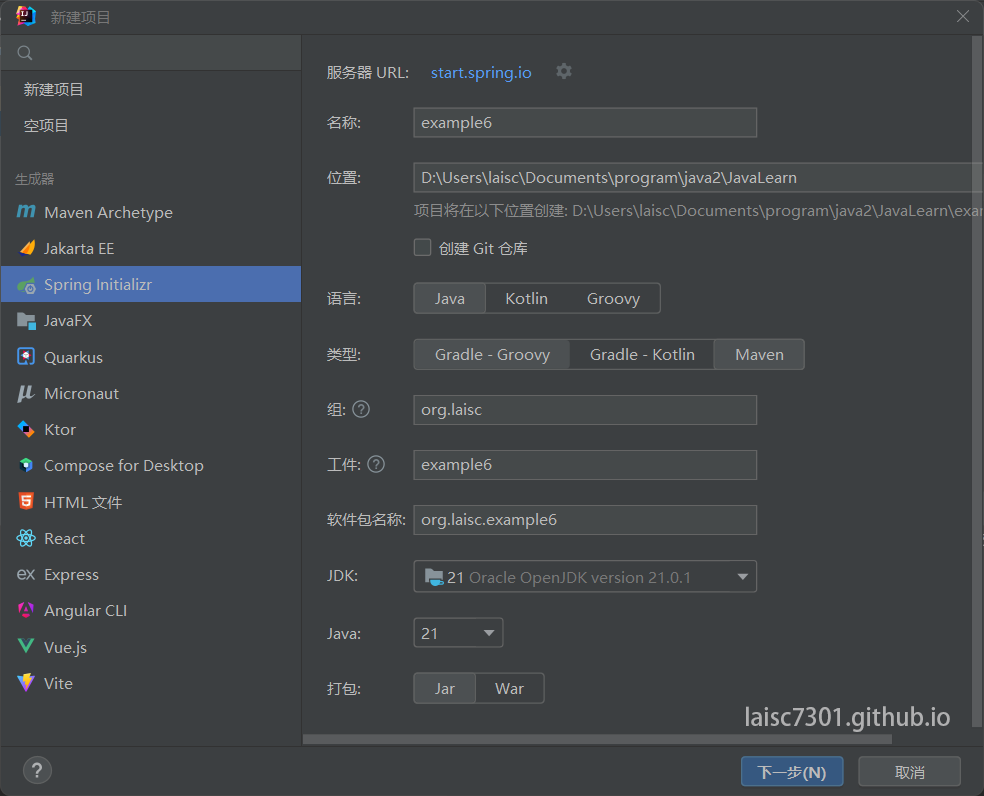 新建项目
新建项目
空项目
生成器
Maven Archetype
Jakarta EE
Spring Initializr
JavaFX
Quarkus
Micronaut
Ktor
Compose for Desktop
HTML 文件
React
Express
Angular CLI
Vue.js
Vite
服务器 URL: start.spring.io
名称: example6
位置: D:\Users\laisc\Documents\program\java2\JavaLearn
项目将在以下位置创建: D:\Users\laisc\Documents\program\java2\JavaLearn\exam
创建 Git 仓库
语言: Java Kotlin Groovy
类型: Gradle - Groovy Gradle - Kotlin Maven
组: ? org.laisc
工件: ? example6
软件包名称: org.laisc.example6
JDK: 21 Oracle OpenJDK version 21.0.1
Java: 21
打包: Jar War
laisc7301.github.io
? 下一步(N) 取消